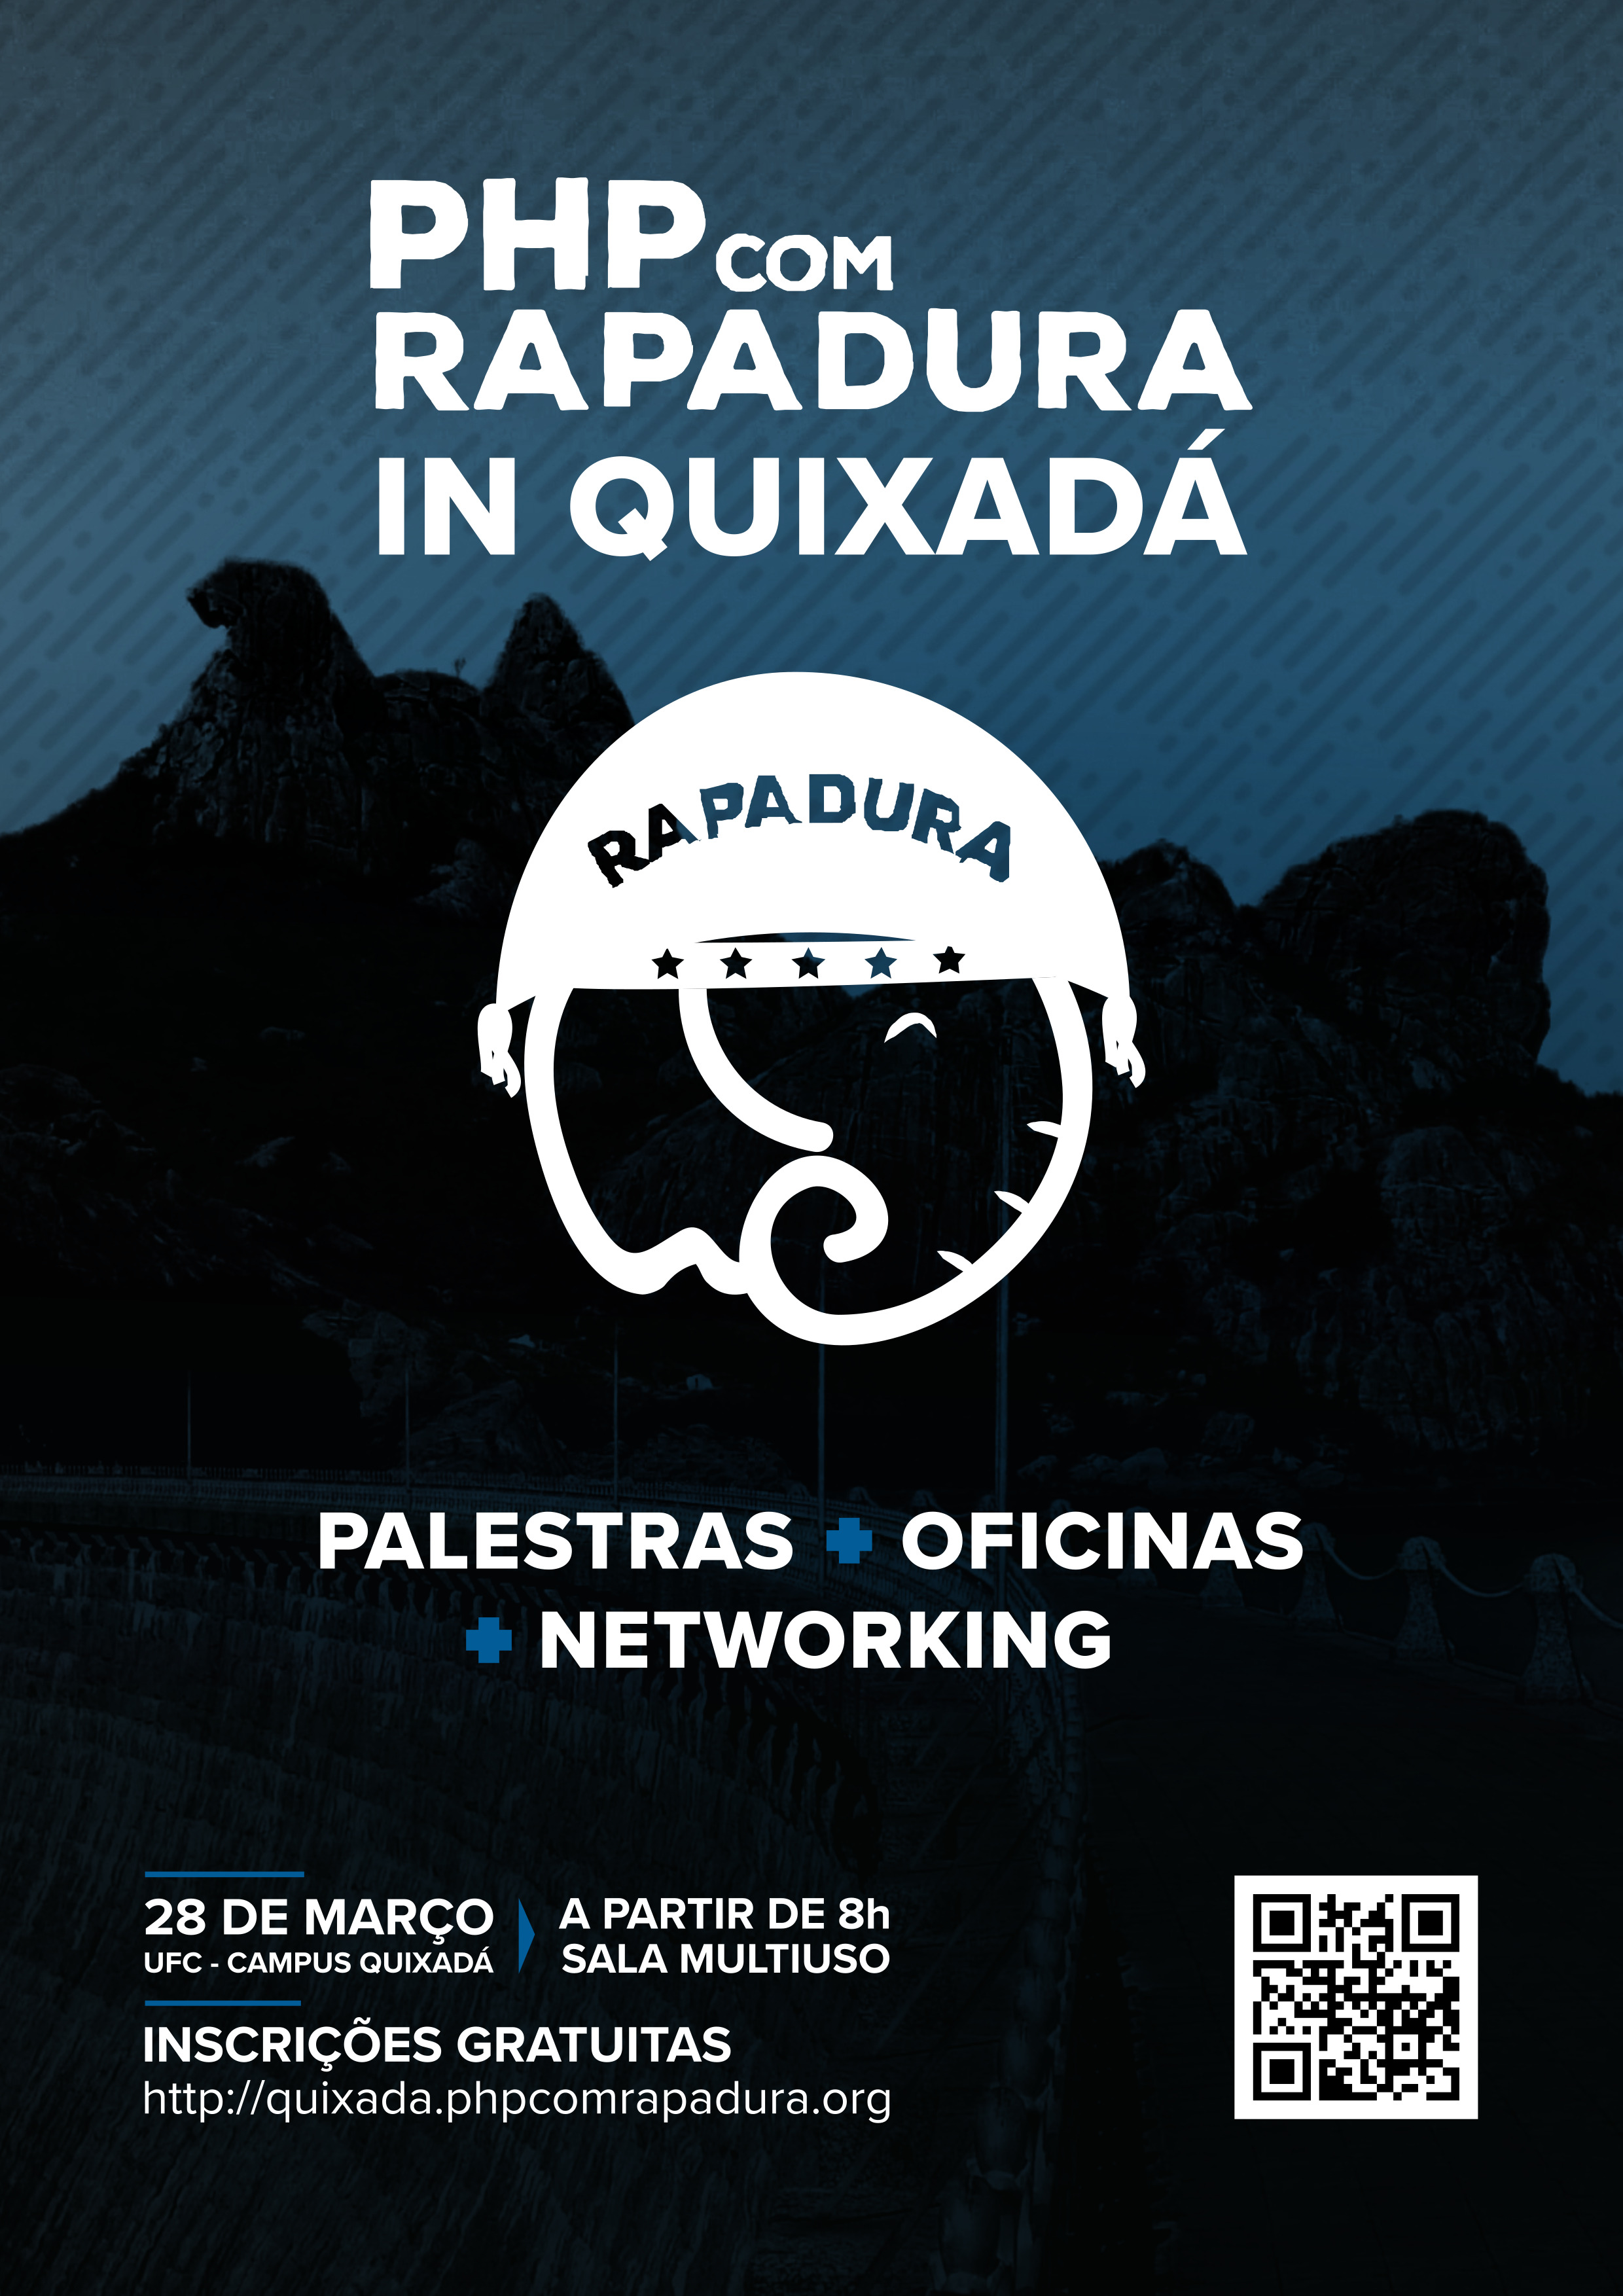 PHP COM
RAPADURA
IN QUIXADÁ
RAPADURA
PALESTRAS + OFICINAS
+ NETWORKING
28 DE MARÇO
UFC - CAMPUS QUIXADÁ
A PARTIR DE 8h
SALA MULTIUSO
INSCRIÇÕES GRATUITAS
http://quixada.phpcomrapadura.org